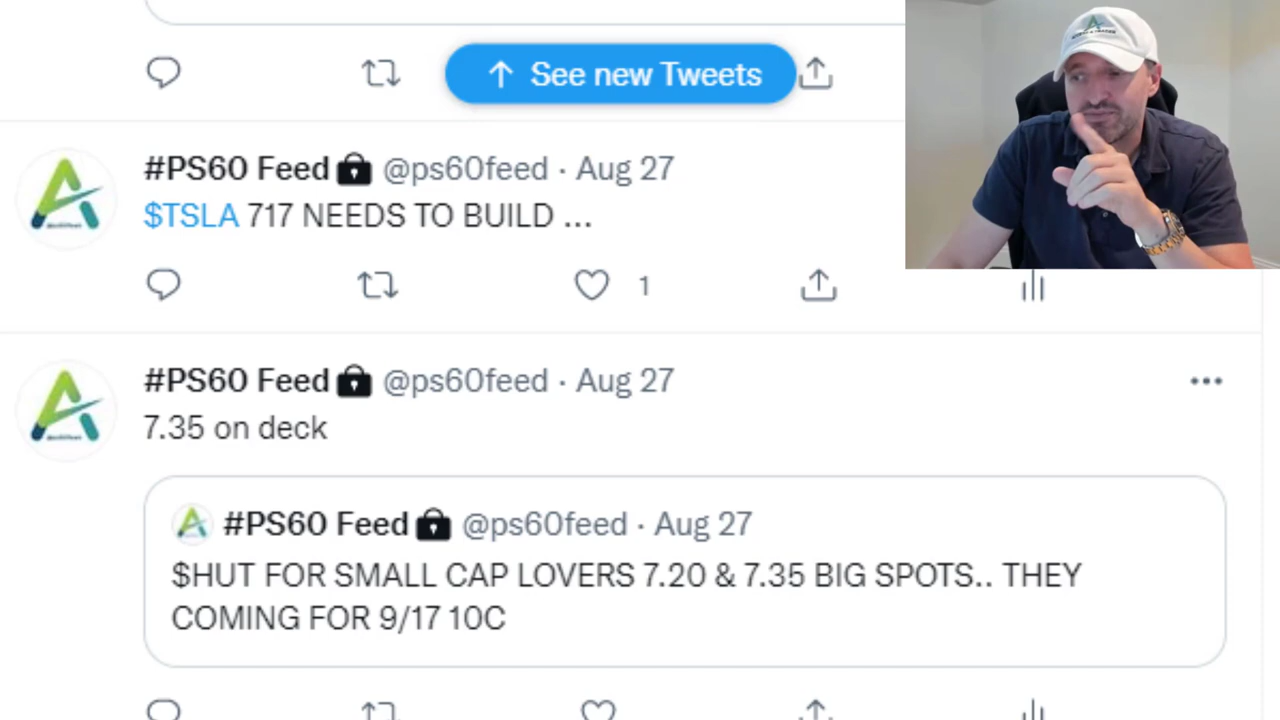 See new Tweets
#PS60 Feed @ps60feed · Aug 27
$TSLA 717 NEEDS TO BUILD ...
1
#PS60 Feed @ps60feed · Aug 27
7.35 on deck
#PS60 Feed @ps60feed · Aug 27
$HUT FOR SMALL CAP LOVERS 7.20 & 7.35 BIG SPOTS.. THEY
COMING FOR 9/17 10C